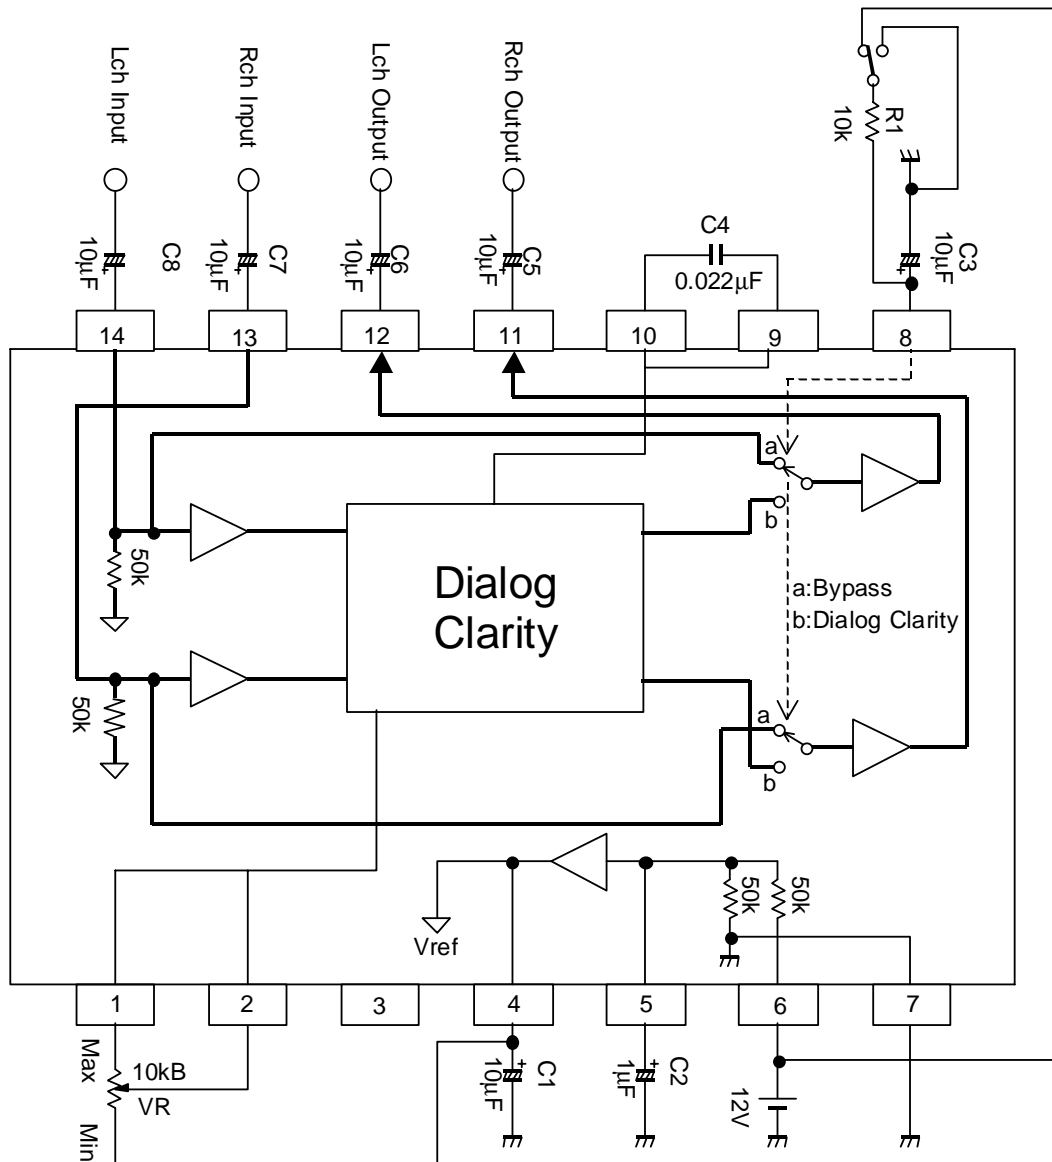 Lch Input
Rch Input
Lch Output
Rch Output
R1
10k
C8
10µF
+
C7
10µF
+
C6
10µF
+
C5
10µF
+
C4
0.022µF
C3
10µF
+
14
13
12
11
10
9
8
a
b
50k
Dialog
Clarity
a:Bypass
b:Dialog Clarity
50k
a
b
50k
50k
Vref
1
2
3
4
5
6
7
Max
10kB
VR
Min
+
C1
10µF
+
C2
1µF
12V